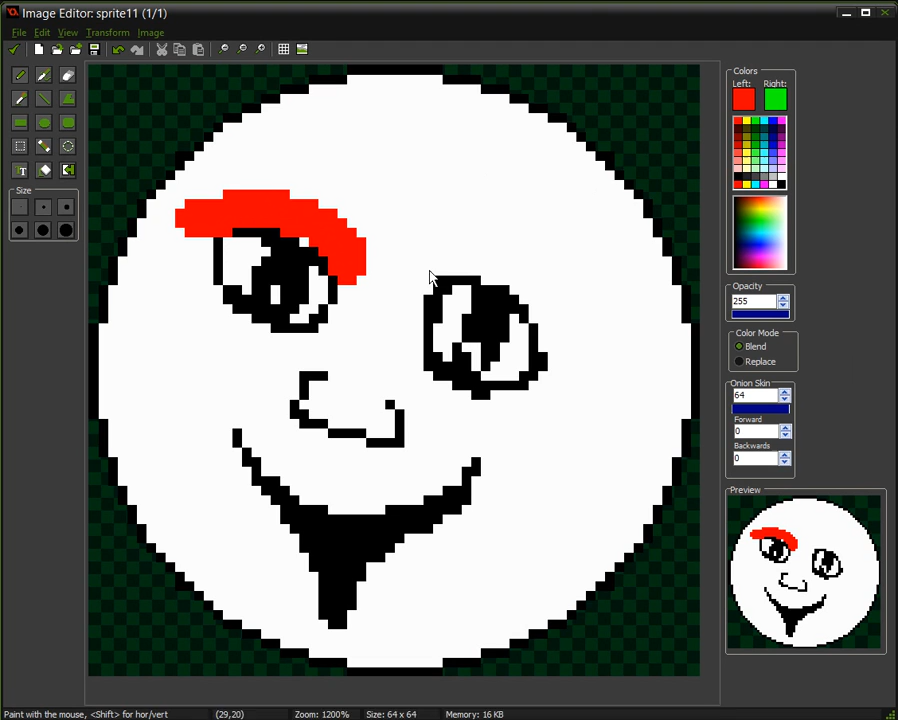 Image Editor: sprite11 (1/1)
File Edit View Transform Image
Size
Colors
Left: Right:
Opacity
255
Color Mode
Blend
Replace
Onion Skin
64
Forward
0
Backwards
0
Preview
Paint with the mouse, <Shift> for hor/vert (29,20) Zoom: 1200% Size: 64 x 64 Memory: 16 KB